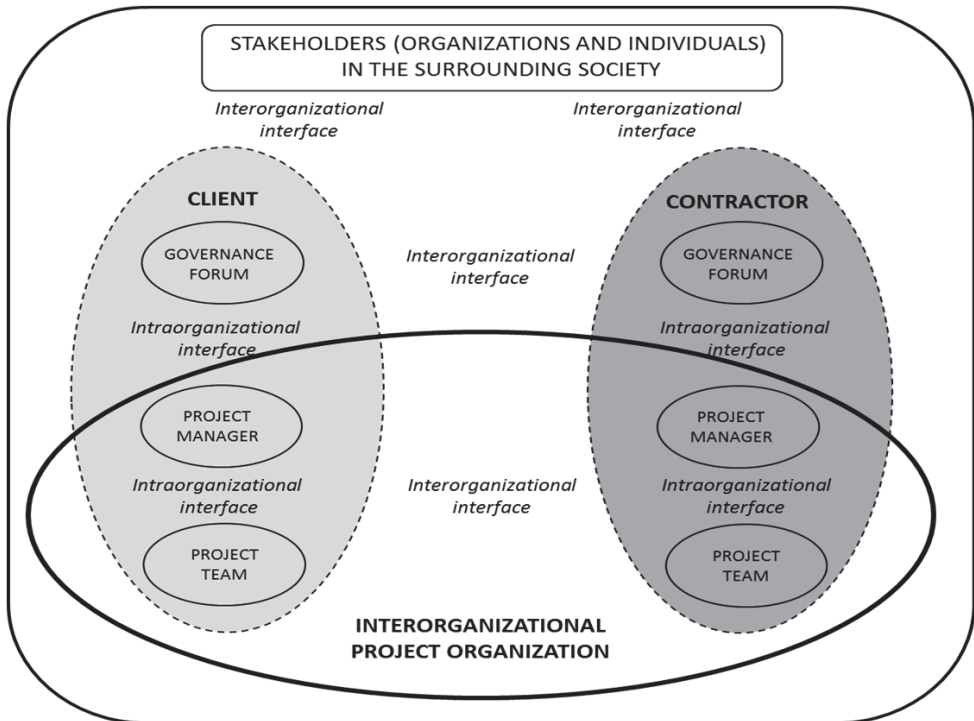 STAKEHOLDERS (ORGANIZATIONS AND INDIVIDUALS)
IN THE SURROUNDING SOCIETY
Interorganizational
interface
Interorganizational
interface
CLIENT
CONTRACTOR
GOVERNANCE
FORUM
Interorganizational
interface
GOVERNANCE
FORUM
Intraorganizational
interface
Intraorganizational
interface
PROJECT
MANAGER
PROJECT
MANAGER
Intraorganizational
interface
Interorganizational
interface
Intraorganizational
interface
PROJECT
TEAM
PROJECT
TEAM
INTERORGANIZATIONAL
PROJECT ORGANIZATION